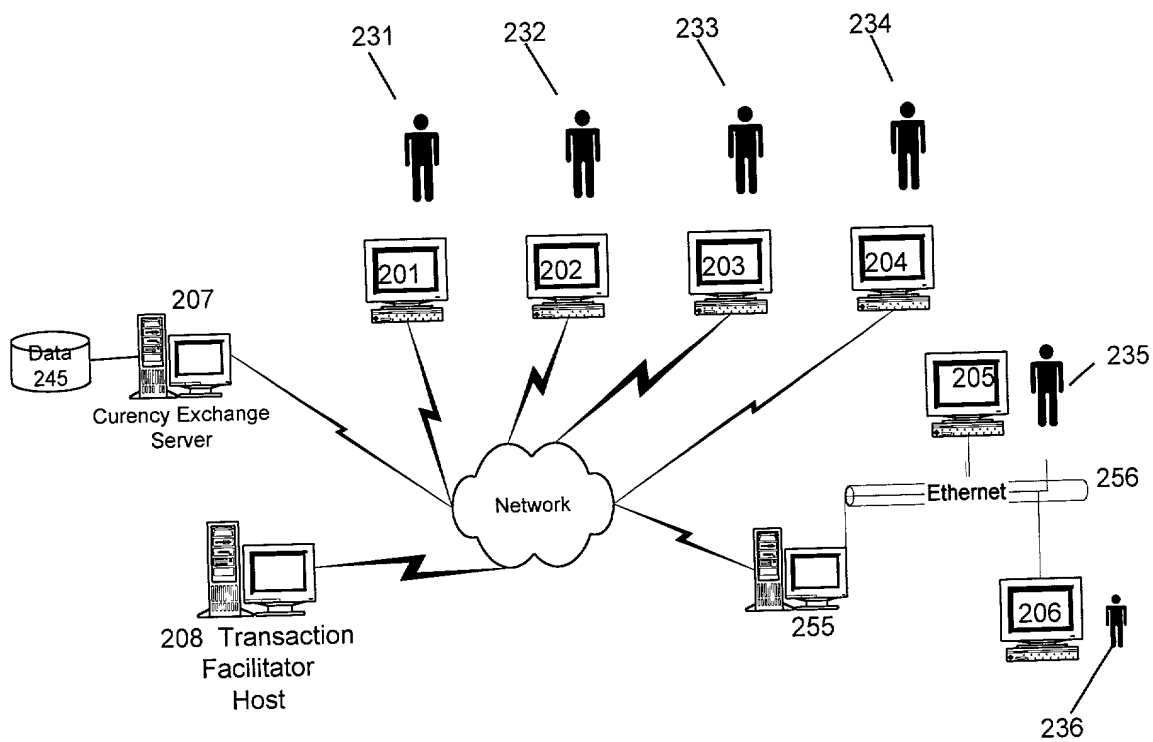 231
232
233
234
201
202
203
204
207
Data
245
Curency Exchange
Server
205
235
Network
Ethernet
256
208 Transaction
Facilitator
Host
255
206
236